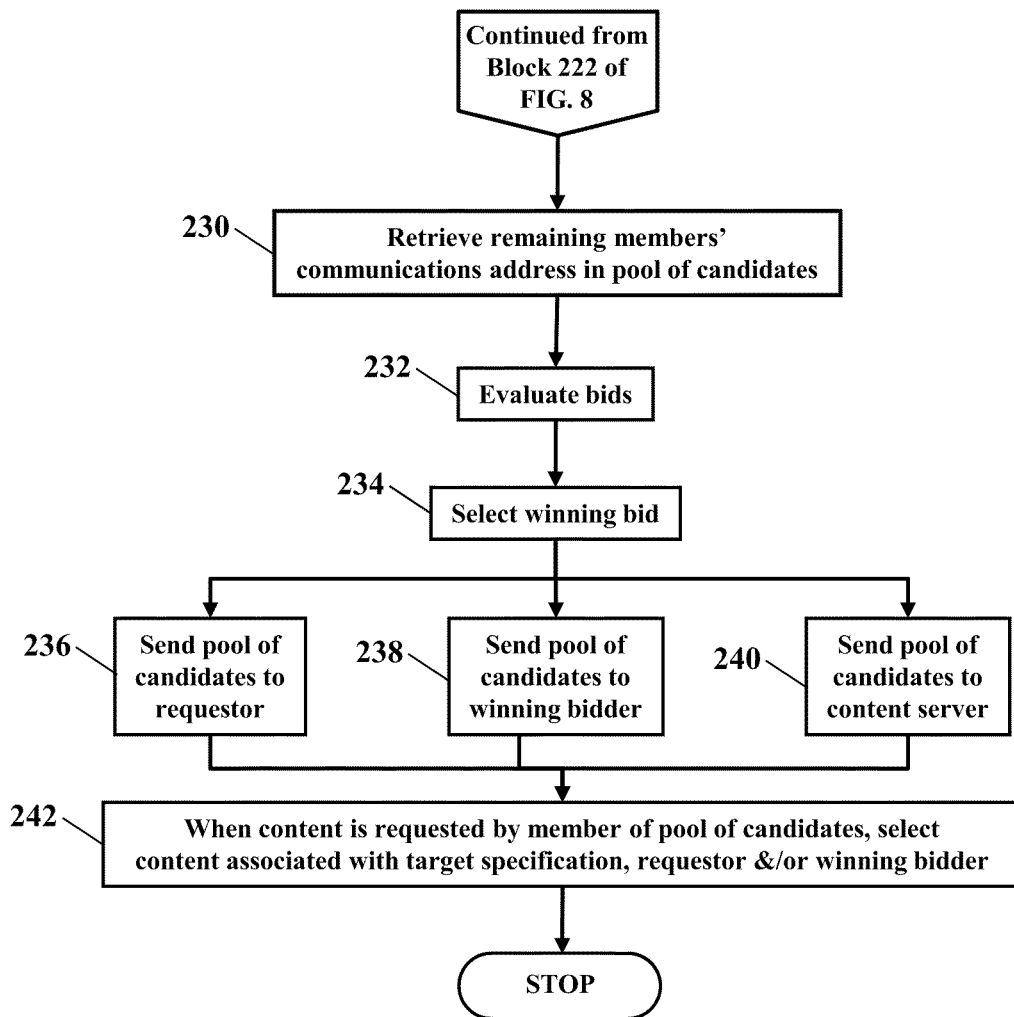 Continued from
Block 222 of
FIG. 8
230
Retrieve remaining members’
communications address in pool of candidates
232
Evaluate bids
234
Select winning bid
236
Send pool of
candidates to
requestor
238
Send pool of
candidates to
winning bidder
240
Send pool of
candidates to
content server
242
When content is requested by member of pool of candidates, select
content associated with target specification, requestor &/or winning bidder
STOP